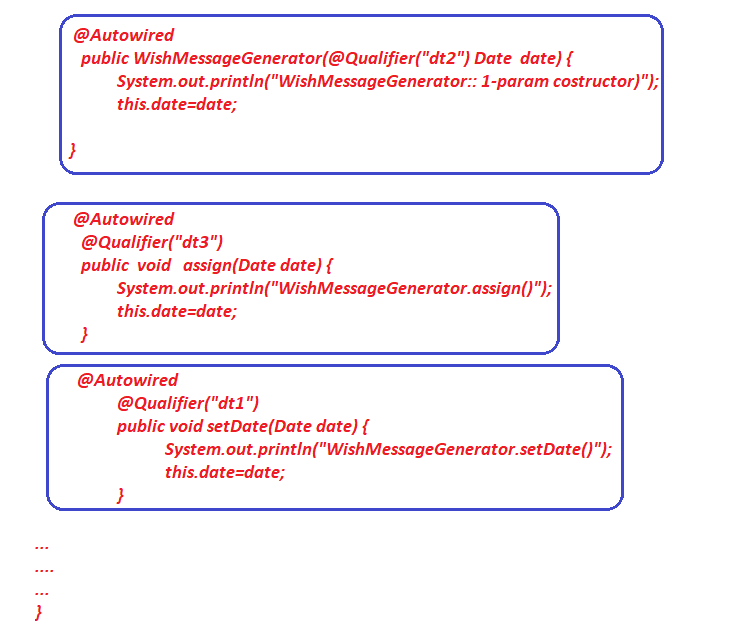 @Autowired
public WishMessageGenerator(@Qualifier("dt2") Date date) {
System.out.println("WishMessageGenerator:: 1-param costructor)");
this.date=date;
}
@Autowired
@Qualifier("dt3")
public void assign(Date date) {
System.out.println("WishMessageGenerator.assign()");
this.date=date;
}
@Autowired
@Qualifier("dt1")
public void setDate(Date date) {
System.out.println("WishMessageGenerator.setDate()");
this.date=date;
}
...
....
...
}